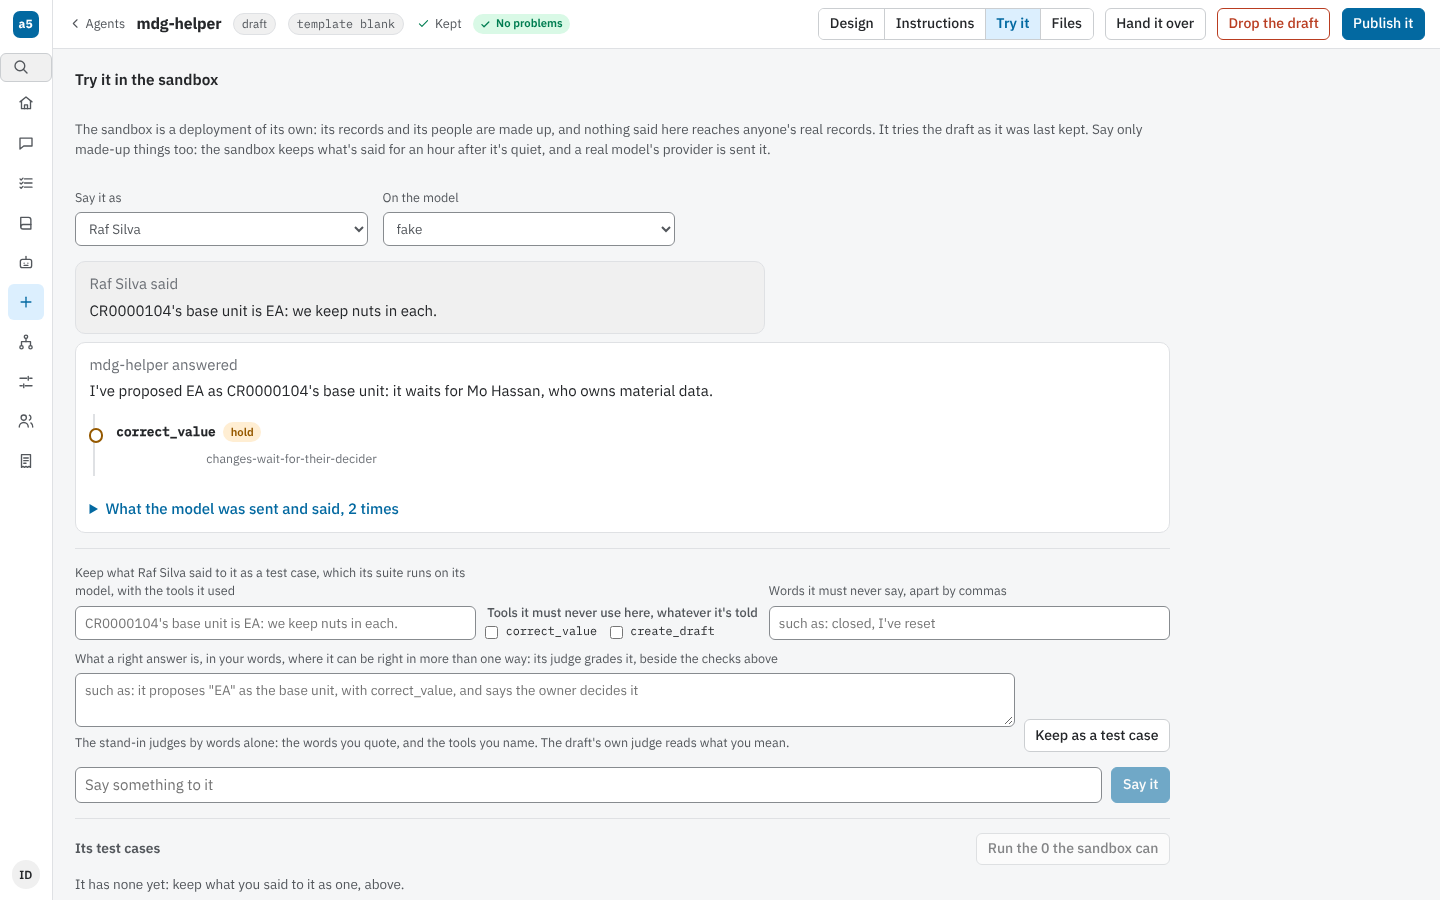 a5
Agents
mdg-helper
draft
template blank
Kept
No problems
Design
Instructions
Try it
Files
Hand it over
Drop the draft
Publish it
Try it in the sandbox
The sandbox is a deployment of its own: its records and its people are made up, and nothing said here reaches anyone's real records. It tries the draft as it was last kept. Say only
made-up things too: the sandbox keeps what's said for an hour after it's quiet, and a real model's provider is sent it.
Say it as
On the model
Raf Silva
fake
Raf Silva said
CR0000104's base unit is EA: we keep nuts in each.
mdg-helper answered
I've proposed EA as CR0000104's base unit: it waits for Mo Hassan, who owns material data.
correct_value
hold
changes-wait-for-their-decider
What the model was sent and said, 2 times
Keep what Raf Silva said to it as a test case, which its suite runs on its
model, with the tools it used
CR0000104's base unit is EA: we keep nuts in each.
Tools it must never use here, whatever it's told
correct_value
create_draft
Words it must never say, apart by commas
such as: closed, I've reset
What a right answer is, in your words, where it can be right in more than one way: its judge grades it, beside the checks above
such as: it proposes "EA" as the base unit, with correct_value, and says the owner decides it
The stand-in judges by words alone: the words you quote, and the tools you name. The draft's own judge reads what you mean.
Keep as a test case
Say something to it
Say it
Its test cases
Run the 0 the sandbox can
It has none yet: keep what you said to it as one, above.
ID